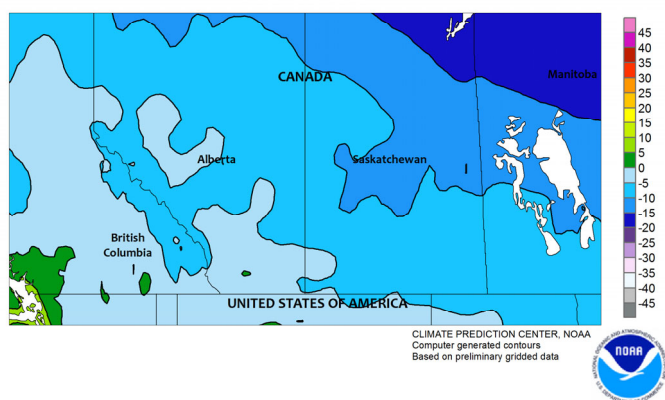 CANADA
Manitoba
Alberta
Saskatchewan
British
Columbia
UNITED STATES OF AMERICA
45
40
35
30
25
20
15
10
5
0
-5
-10
-15
-20
-25
-30
-35
-40
-45
CLIMATE PREDICTION CENTER, NOAA
Computer generated contours
Based on preliminary gridded data
NOAA